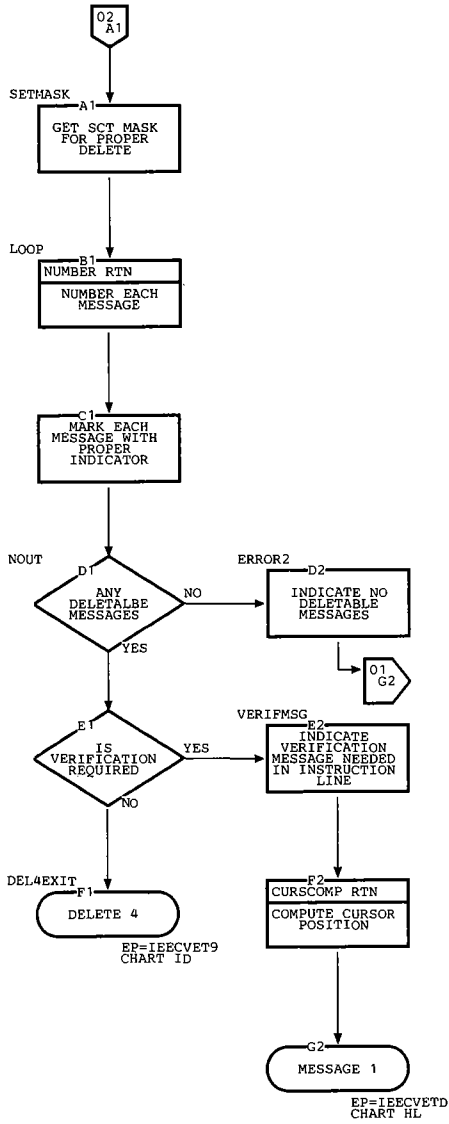 02
A1
SETMASK
A1
GET SCT MASK
FOR PROPER
DELETE
LOOP
B1
NUMBER RTN
NUMBER EACH
MESSAGE
C1
MARK EACH
MESSAGE WITH
PROPER
INDICATOR
NOUT
D1
ANY
DELETALBE
MESSAGES
NO
YES
ERROR2
D2
INDICATE NO
DELETABLE
MESSAGES
01
G2
E1
IS
VERIFICATION
REQUIRED
YES
NO
VERIFMSG
E2
INDICATE
VERIFICATION
MESSAGE NEEDED
IN INSTRUCTION
LINE
DEL4EXIT
F1
DELETE 4
EP=IEECVET9
CHART ID
F2
CURSCOMP RTN
COMPUTE CURSOR
POSITION
G2
MESSAGE 1
EP=IEECVETD
CHART HL